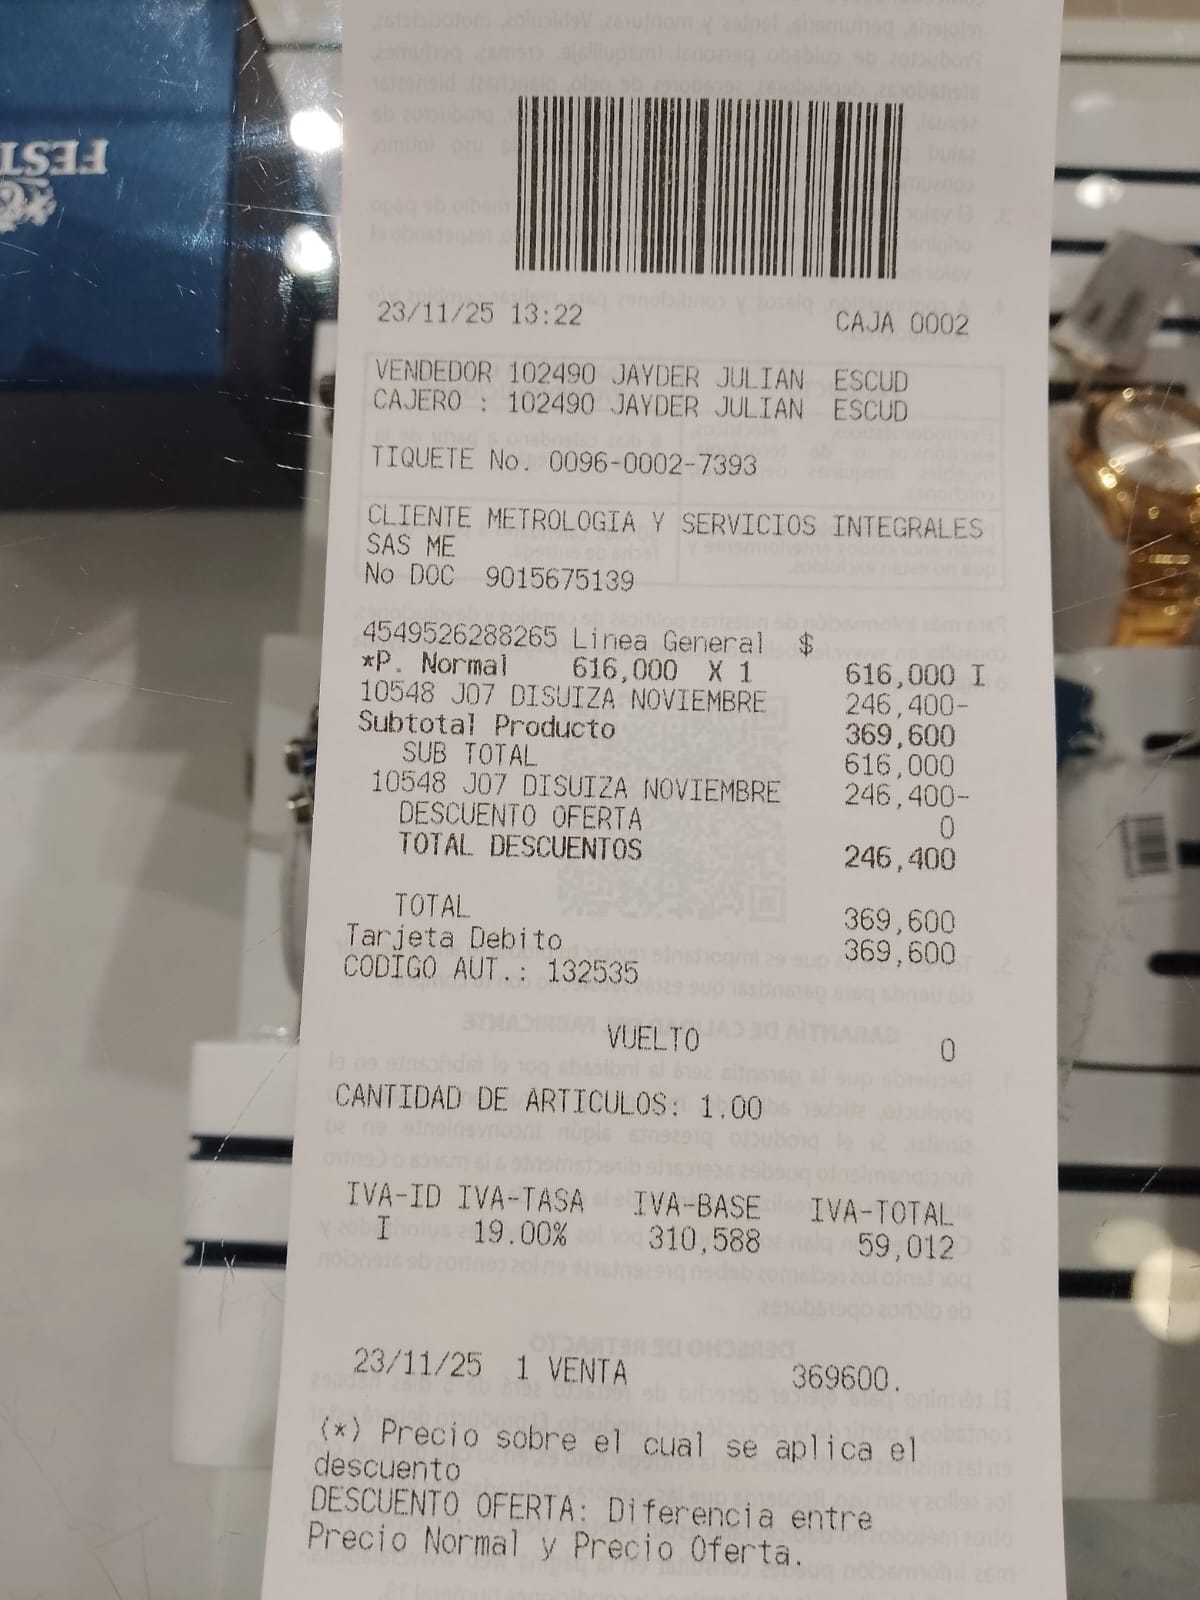 FEST
23/11/25 13:22 CAJA 0002
VENDEDOR 102490 JAYDER JULIAN ESCUD
CAJERO : 102490 JAYDER JULIAN ESCUD
TIQUETE No. 0096-0002-7393
CLIENTE METROLOGIA Y SERVICIOS INTEGRALES
SAS ME
No DOC 9015675139
4549526288265 Linea General $
*P. Normal 616,000 X 1 616,000 I
10548 J07 DISUIZA NOVIEMBRE 246,400-
Subtotal Producto 369,600
SUB TOTAL 616,000
10548 J07 DISUIZA NOVIEMBRE 246,400-
DESCUENTO OFERTA 0
TOTAL DESCUENTOS 246,400
TOTAL 369,600
Tarjeta Debito 369,600
CODIGO AUT.: 132535
VUELTO 0
CANTIDAD DE ARTICULOS: 1.00
IVA-ID IVA-TASA IVA-BASE IVA-TOTAL
I 19.00% 310,588 59,012
23/11/25 1 VENTA 369600.
(*) Precio sobre el cual se aplica el
descuento
DESCUENTO OFERTA: Diferencia entre
Precio Normal y Precio Oferta.